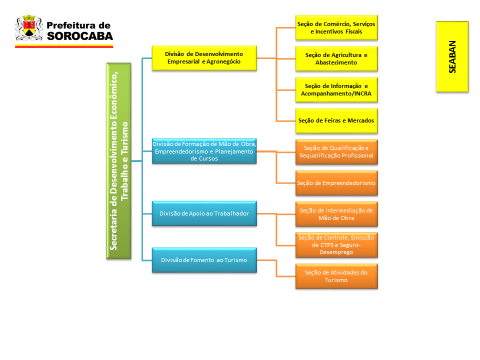 Prefeitura de
SOROCABA
SEABAN
Secretaria de Desenvolvimento Econômico,
Trabalho e Turismo
Divisão de Desenvolvimento
Empresarial e Agronegócio
Seção de Comércio, Serviços
e Incentivos Fiscais
Seção de Agricultura e
Abastecimento
Seção de Informação e
Acompanhamento/INCRA
Seção de Feiras e Mercados
Divisão de Formação de Mão de Obra,
Empreendedorismo e Planejamento
de Cursos
Seção de Qualificação e
Requalificação Profissional
Seção de Empreendedorismo
Divisão de Apoio ao Trabalhador
Seção de Intermediação de
Mão de Obra
Seção de Controle, Emissão
de CTPS e Seguro-
Desemprego
Divisão de Fomento ao Turismo
Seção de Atividades do
Turismo